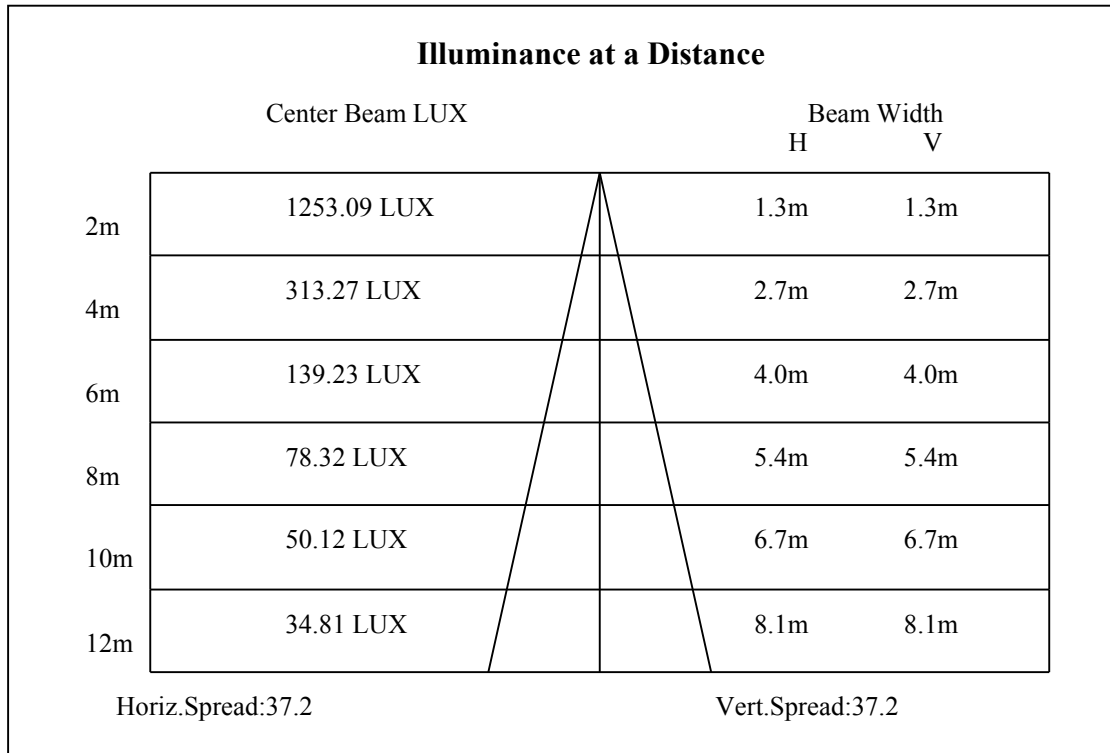 Illuminance at a Distance
Center Beam LUX Beam Width
H V
2m 1253.09 LUX 1.3m 1.3m
4m 313.27 LUX 2.7m 2.7m
6m 139.23 LUX 4.0m 4.0m
8m 78.32 LUX 5.4m 5.4m
10m 50.12 LUX 6.7m 6.7m
12m 34.81 LUX 8.1m 8.1m
Horiz.Spread:37.2 Vert.Spread:37.2